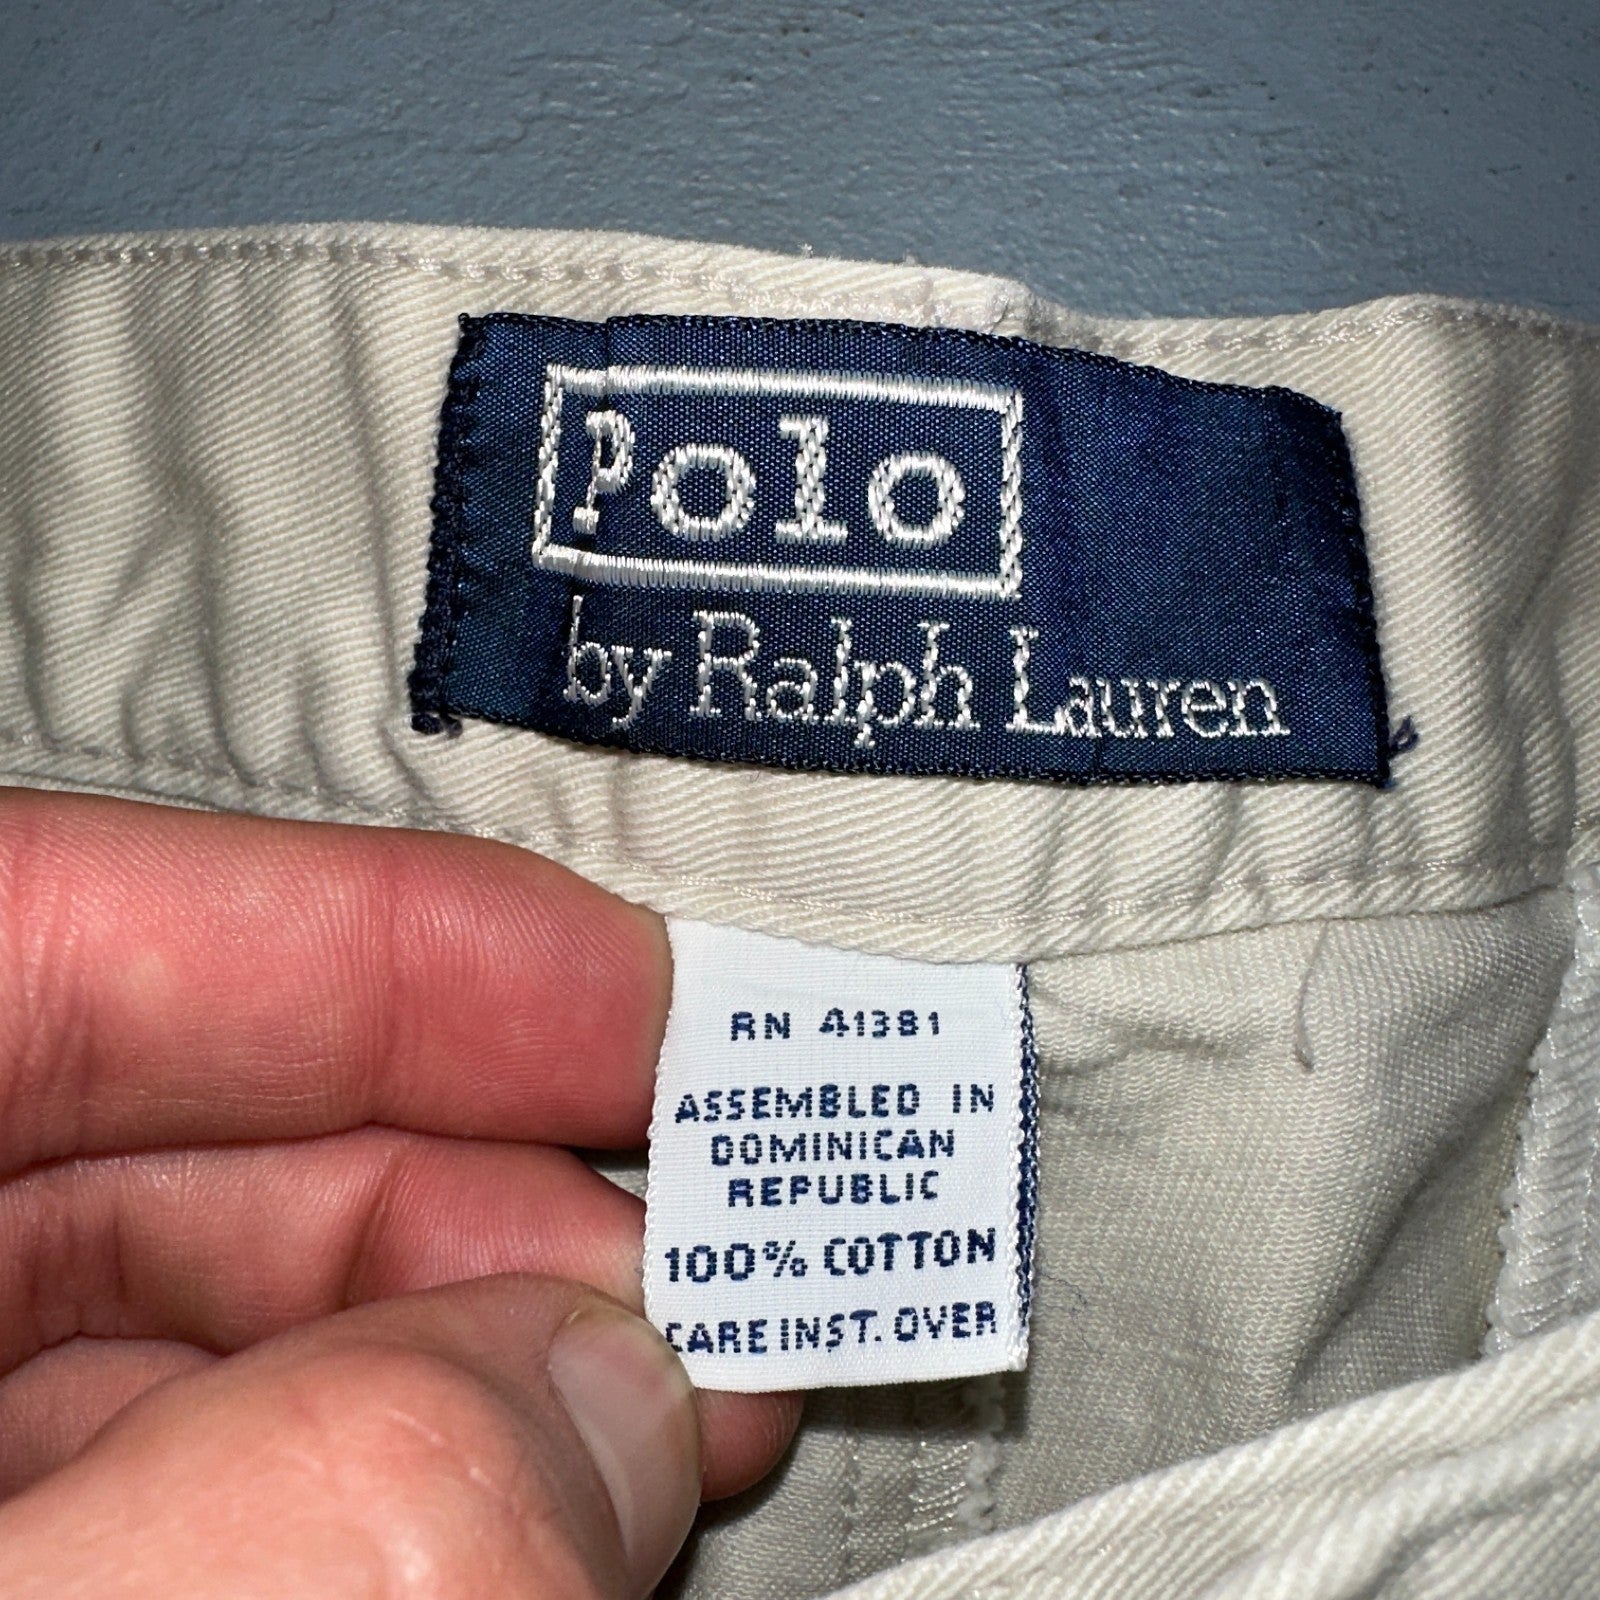 Polo
by Ralph Lauren
RN 41381
ASSEMBLED IN
DOMINICAN
REPUBLIC
100% COTTON
CARE INST. OVER